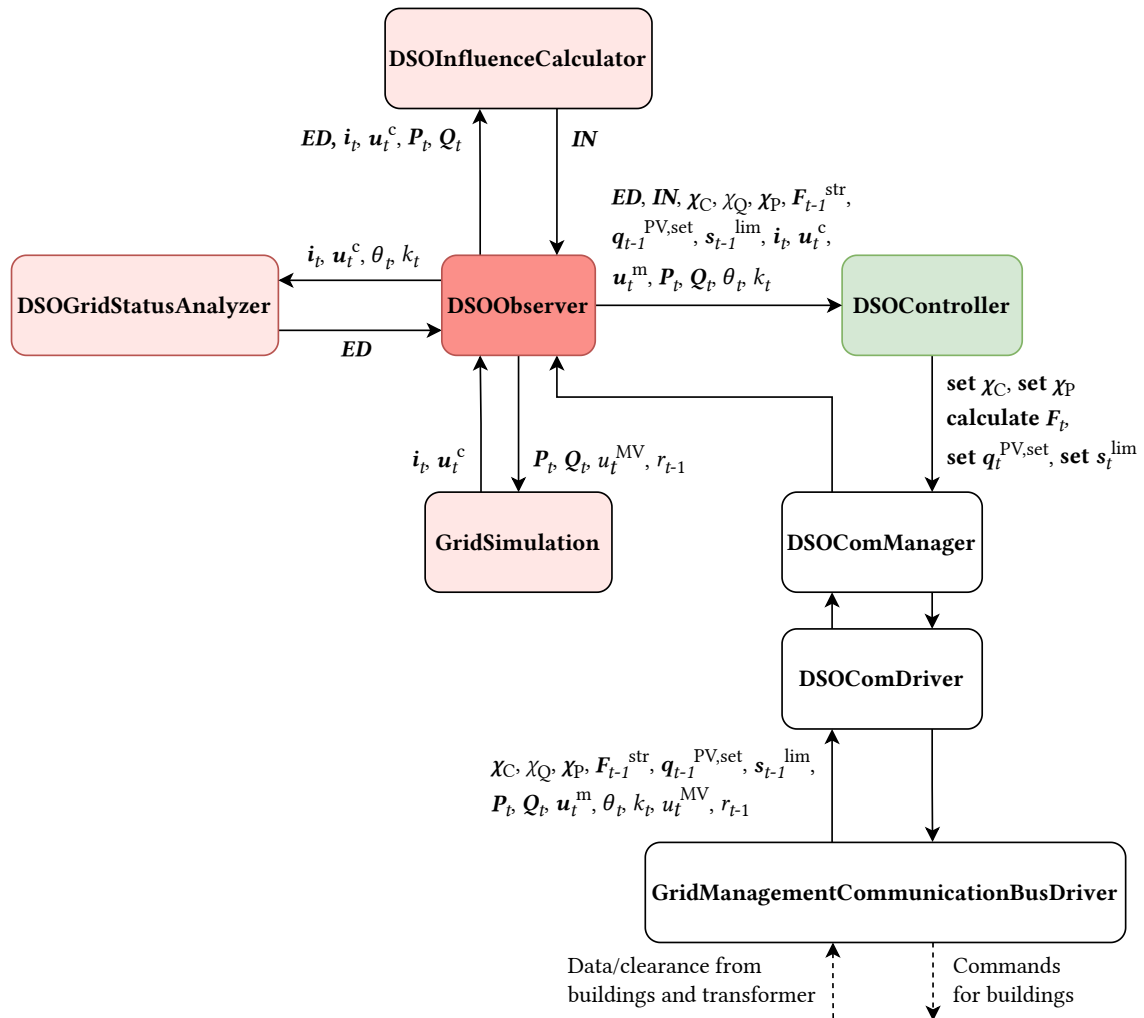 DSOInfluenceCalculator
ED, i_t, u_t^c, P_t, Q_t
IN
ED, IN, χ_C, χ_Q, χ_P, F_{t-1}^{str},
q_{t-1}^{PV,set}, s_{t-1}^{lim}, i_t, u_t^c,
u_t^m, P_t, Q_t, θ_t, k_t
i_t, u_t^c, θ_t, k_t
DSOGridStatusAnalyzer
DSOObserver
DSOController
ED
set χ_C, set χ_P
calculate F_t,
set q_t^{PV,set}, set s_t^{lim}
i_t, u_t^c
P_t, Q_t, u_t^{MV}, r_{t-1}
GridSimulation
DSOComManager
DSOComDriver
χ_C, χ_Q, χ_P, F_{t-1}^{str}, q_{t-1}^{PV,set}, s_{t-1}^{lim},
P_t, Q_t, u_t^m, θ_t, k_t, u_t^{MV}, r_{t-1}
GridManagementCommunicationBusDriver
Data/clearance from
buildings and transformer
Commands
for buildings